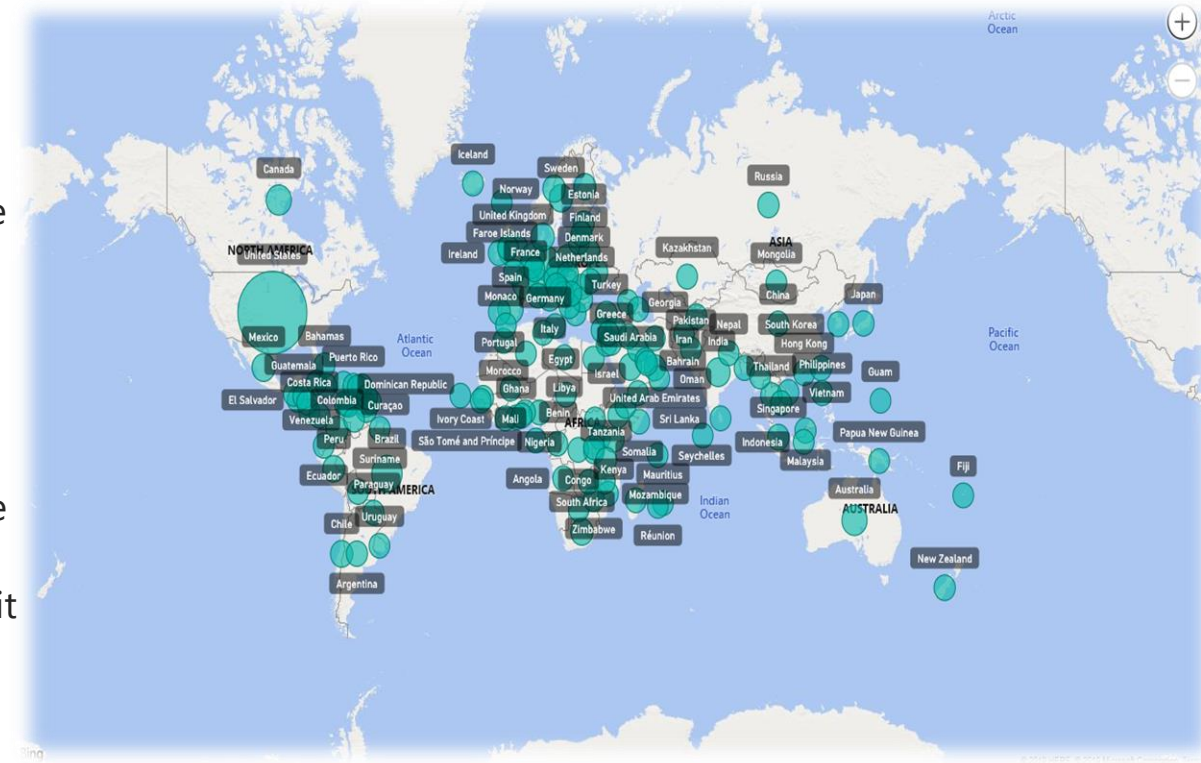 Arctic
Ocean
+
−
Iceland
Sweden
Canada
Russia
Norway
Estonia
United Kingdom
Finland
Faroe Islands
Denmark
NORTH AMERICA
United States
Ireland
France
Netherlands
Kazakhstan
ASIA
Mongolia
Spain
Turkey
Monaco
Germany
Georgia
China
Japan
Greece
Pakistan
Nepal
South Korea
Italy
Mexico
Bahamas
Atlantic
Ocean
Portugal
Saudi Arabia
Iran
India
Hong Kong
Pacific
Ocean
Guatemala
Puerto Rico
Egypt
Bahrain
Thailand
Philippines
Morocco
Israel
Oman
Guam
Costa Rica
Dominican Republic
Ghana
Libya
El Salvador
Colombia
Curaçao
United Arab Emirates
Vietnam
Venezuela
Ivory Coast
Mali
Benin
AFRICA
Sri Lanka
Singapore
Peru
Brazil
São Tomé and Príncipe
Nigeria
Tanzania
Indonesia
Papua New Guinea
Suriname
Somalia
Seychelles
Malaysia
Ecuador
Paraguay
SOUTH AMERICA
Angola
Congo
Kenya
Mauritius
Fiji
South Africa
Mozambique
Indian
Ocean
Australia
AUSTRALIA
Chile
Uruguay
Zimbabwe
Réunion
New Zealand
Argentina
e
e
it